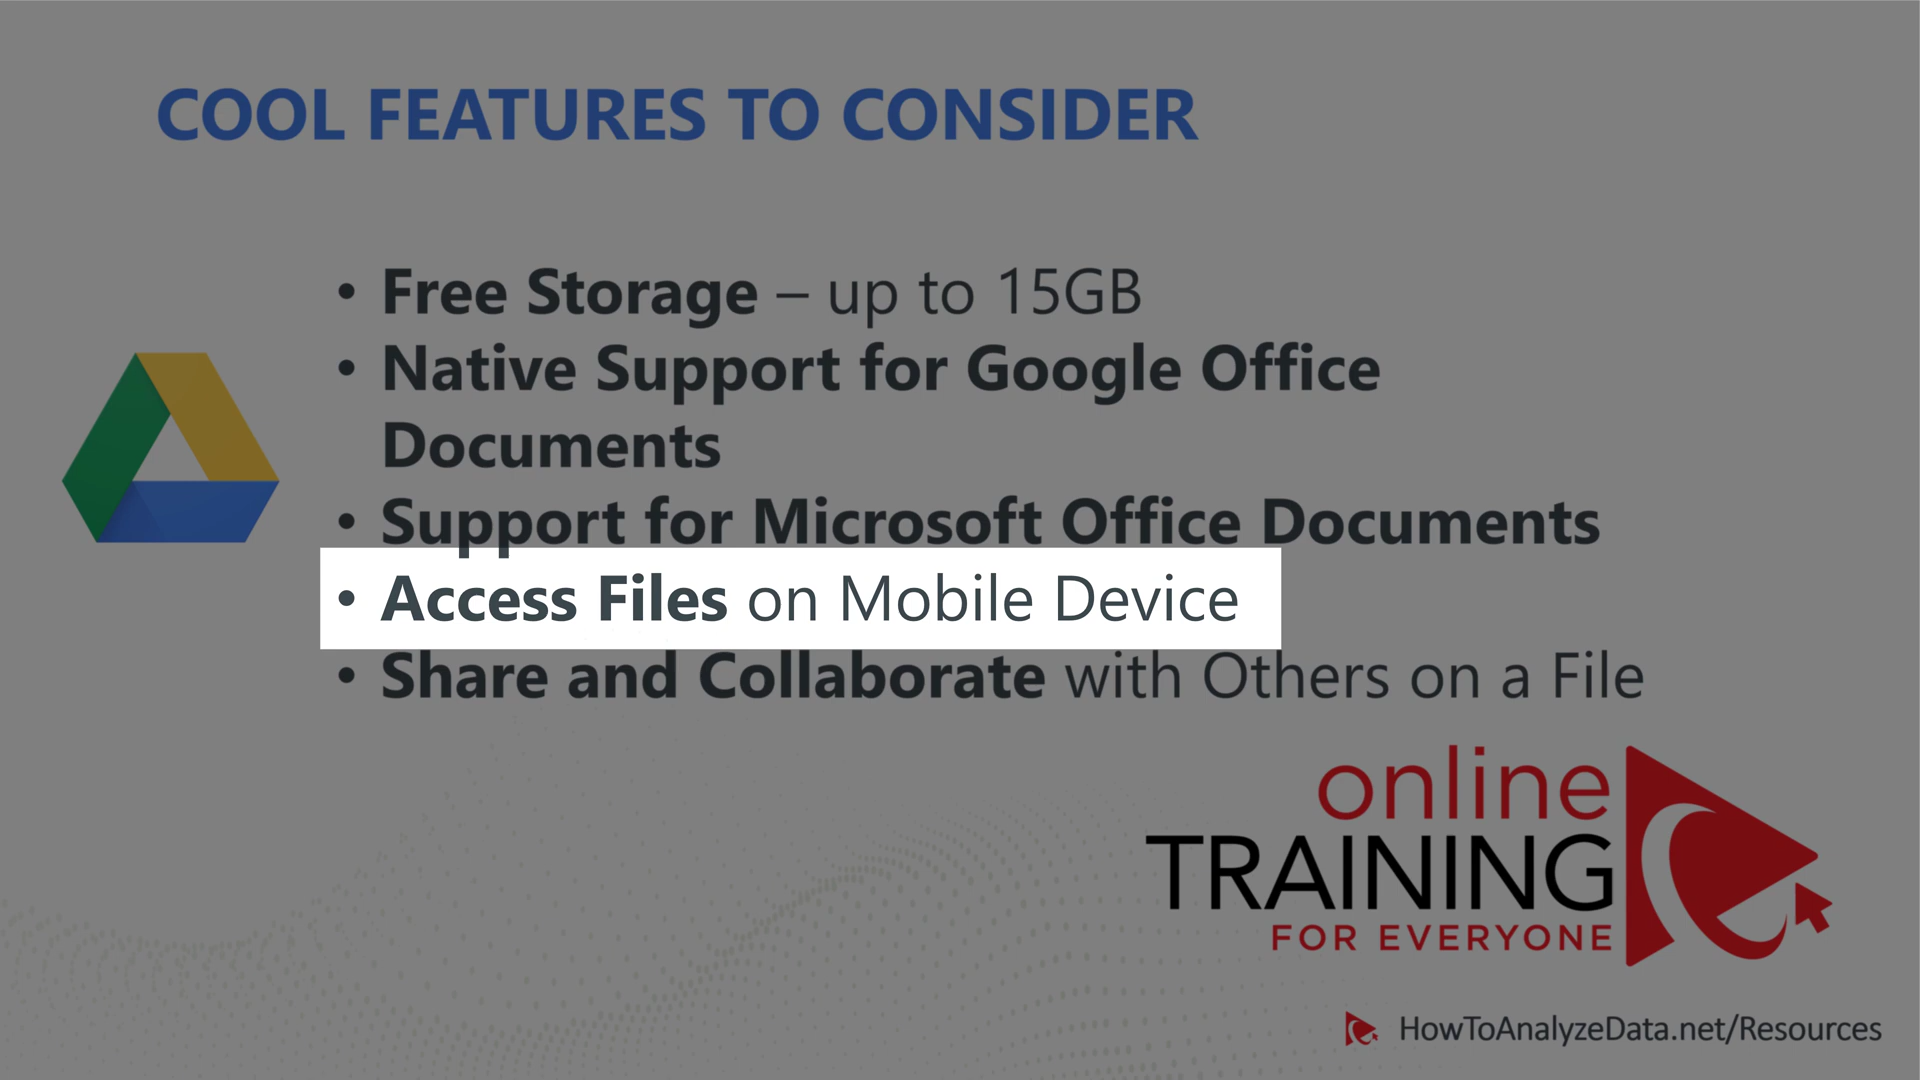 COOL FEATURES TO CONSIDER
• Free Storage – up to 15GB
• Native Support for Google Office
Documents
• Support for Microsoft Office Documents
• Access Files on Mobile Device
• Share and Collaborate with Others on a File
online
TRAINING
FOR EVERYONE
HowToAnalyzeData.net/Resources